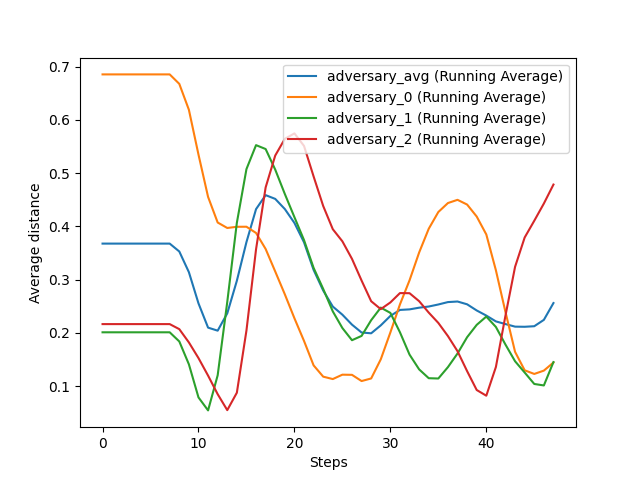 adversary_avg (Running Average)
adversary_0 (Running Average)
adversary_1 (Running Average)
adversary_2 (Running Average)
Average distance
0.7
0.6
0.5
0.4
0.3
0.2
0.1
0 10 20 30 40
Steps